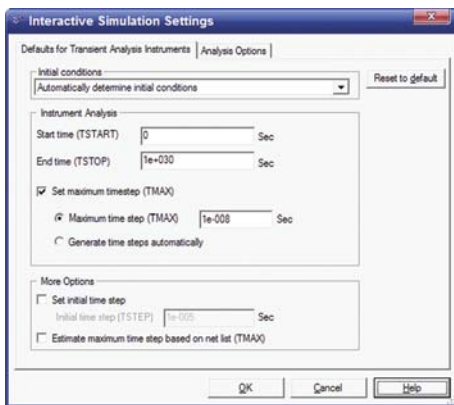 Interactive Simulation Settings
Defaults for Transient Analysis Instruments
Analysis Options
Initial conditions
Automatically determine initial conditions
Reset to default
Instrument Analysis
Start time (TSTART) 0 Sec
End time (TSTOP) 1e+030 Sec
Set maximum timestep (TMAX)
Maximum time step (TMAX) 1e-008 Sec
Generate time steps automatically
More Options
Set initial time step
Initial time step (TSTEP) 1e-005 Sec
Estimate maximum time step based on net list (TMAX)
OK Cancel Help